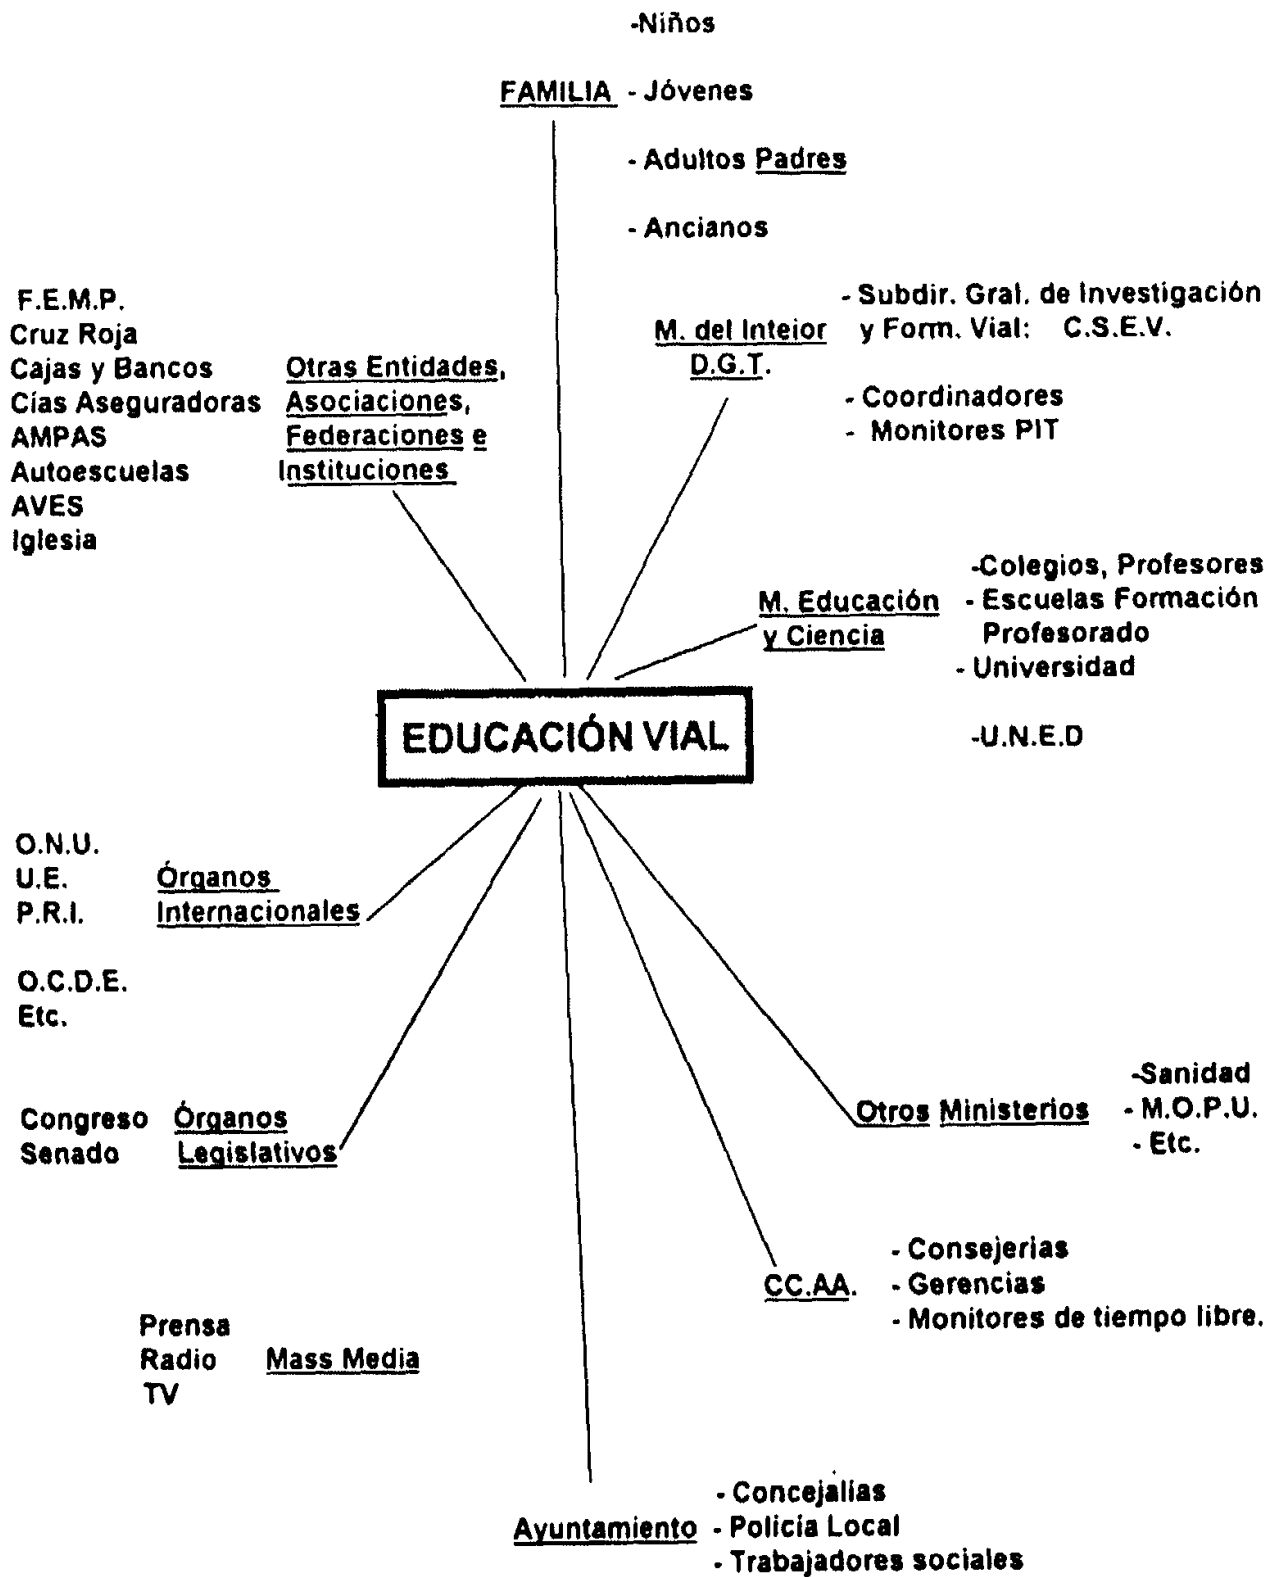 -Niños
FAMILIA - Jóvenes
- Adultos Padres
- Ancianos
F.E.M.P.
Cruz Roja
Cajas y Bancos
Cías Aseguradoras
AMPAS
Autoescuelas
AVES
Iglesia
Otras Entidades,
Asociaciones,
Federaciones e
Instituciones
M. del Inteior
D.G.T.
- Subdir. Gral. de Investigación
y Form. Vial: C.S.E.V.
- Coordinadores
- Monitores PIT
M. Educación
y Ciencia
-Colegios, Profesores
- Escuelas Formación
Profesorado
- Universidad
-U.N.E.D
EDUCACIÓN VIAL
O.N.U.
U.E.
P.R.I.
O.C.D.E.
Etc.
Órganos
Internacionales
Congreso
Senado
Órganos
Legislativos
Otros Ministerios
-Sanidad
- M.O.P.U.
- Etc.
CC.AA.
- Consejerias
- Gerencias
- Monitores de tiempo libre.
Prensa
Radio
TV
Mass Media
Ayuntamiento
- Concejalías
- Policía Local
- Trabajadores sociales